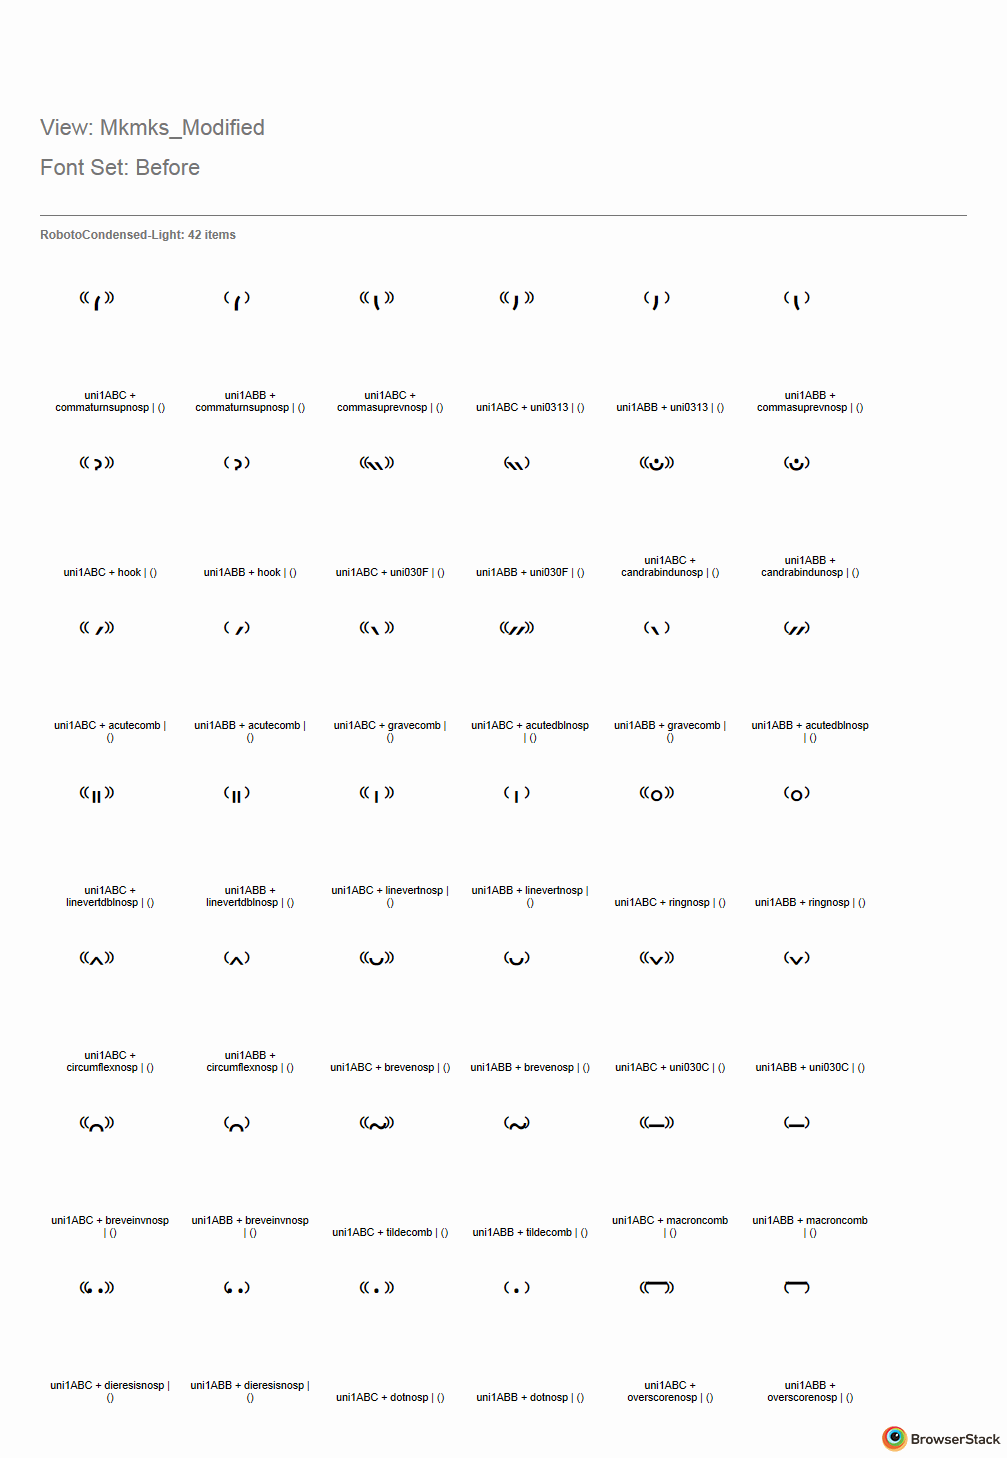 View: Mkmks_Modified
Font Set: Before
RobotoCondensed-Light: 42 items
uni1ABC +
commaturnsupnosp | ()
uni1ABB +
commaturnsupnosp | ()
uni1ABC +
commasuprevnosp | ()
uni1ABC + uni0313 | ()
uni1ABB + uni0313 | ()
uni1ABB +
commasuprevnosp | ()
uni1ABC + hook | ()
uni1ABB + hook | ()
uni1ABC + uni030F | ()
uni1ABB + uni030F | ()
uni1ABC +
candrabindunosp | ()
uni1ABB +
candrabindunosp | ()
uni1ABC + acutecomb |
()
uni1ABB + acutecomb |
()
uni1ABC + gravecomb |
()
uni1ABC + acutedblnosp
| ()
uni1ABB + gravecomb |
()
uni1ABB + acutedblnosp
| ()
uni1ABC +
linevertdblnosp | ()
uni1ABB +
linevertdblnosp | ()
uni1ABC + linevertnosp |
()
uni1ABB + linevertnosp |
()
uni1ABC + ringnosp | ()
uni1ABB + ringnosp | ()
uni1ABC +
circumflexnosp | ()
uni1ABB +
circumflexnosp | ()
uni1ABC + brevenosp | ()
uni1ABB + brevenosp | ()
uni1ABC + uni030C | ()
uni1ABB + uni030C | ()
uni1ABC + breveinvnosp
| ()
uni1ABB + breveinvnosp
| ()
uni1ABC + tildecomb | ()
uni1ABB + tildecomb | ()
uni1ABC + macroncomb
| ()
uni1ABB + macroncomb
| ()
uni1ABC + dieresisnosp |
()
uni1ABB + dieresisnosp |
()
uni1ABC + dotnosp | ()
uni1ABB + dotnosp | ()
uni1ABC +
overscorenosp | ()
uni1ABB +
overscorenosp | ()
BrowserStack